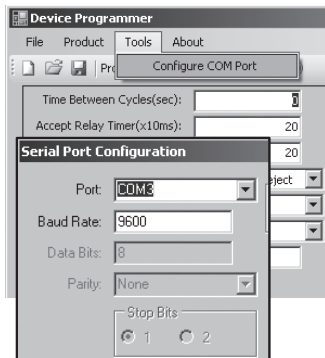 Device Programmer
File Product Tools About
Configure COM Port
Time Between Cycles(sec): 0
Accept Relay Timer(x10ms): 20
20
Serial Port Configuration
eject
Port: COM3
Baud Rate: 9600
Data Bits: 8
Parity: None
Stop Bits
1 2